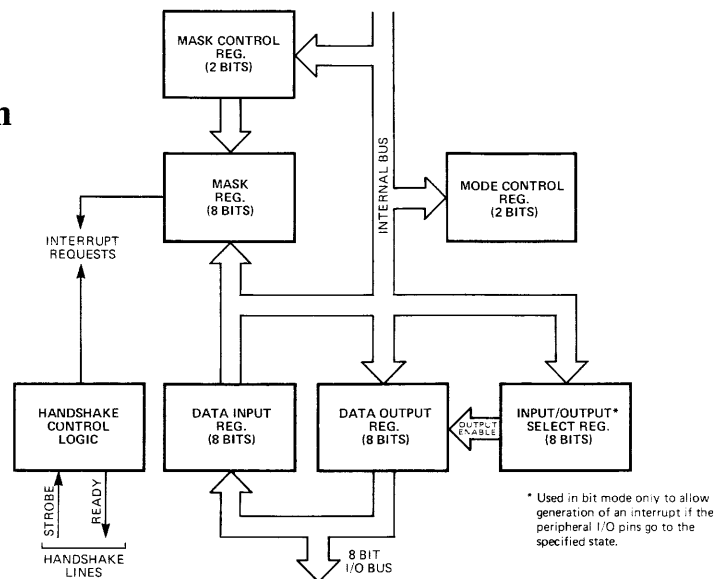 MASK CONTROL
REG.
(2 BITS)
n
MASK
REG.
(8 BITS)
INTERNAL BUS
MODE CONTROL
REG.
(2 BITS)
INTERRUPT
REQUESTS
HANDSHAKE
CONTROL
LOGIC
DATA INPUT
REG.
(8 BITS)
DATA OUTPUT
REG.
(8 BITS)
OUTPUT
ENABLE
INPUT/OUTPUT*
SELECT REG.
(8 BITS)
STROBE
READY
HANDSHAKE
LINES
8 BIT
I/O BUS
* Used in bit mode only to allow
generation of an interrupt if the
peripheral I/O pins go to the
specified state.